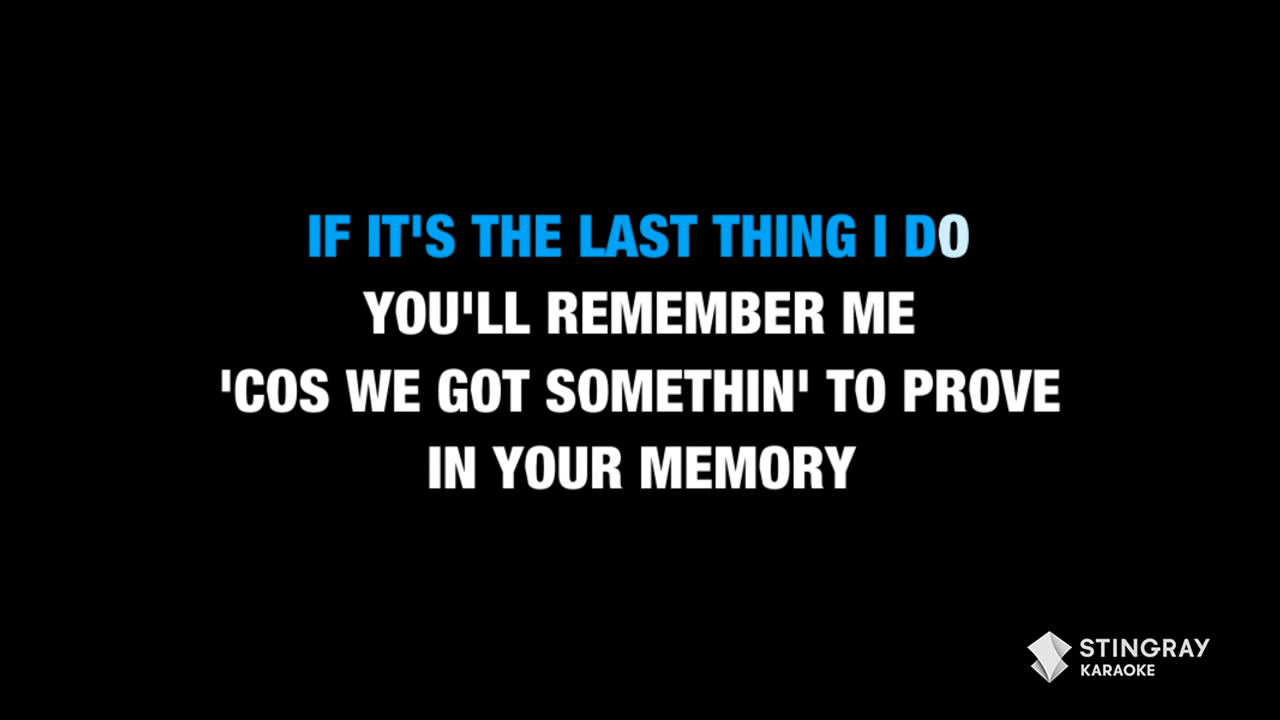 IF IT'S THE LAST THING I DO
YOU'LL REMEMBER ME
'COS WE GOT SOMETHIN' TO PROVE
IN YOUR MEMORY
STINGRAY
KARAOKE